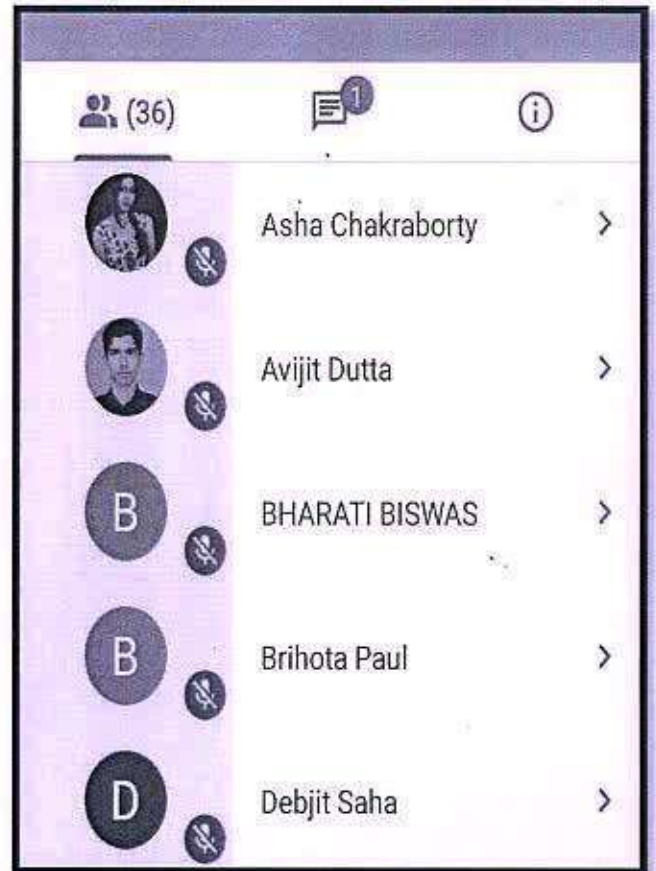 (36)
1
Asha Chakraborty
Avijit Dutta
B
BHARATI BISWAS
B
Brihota Paul
D
Debjit Saha